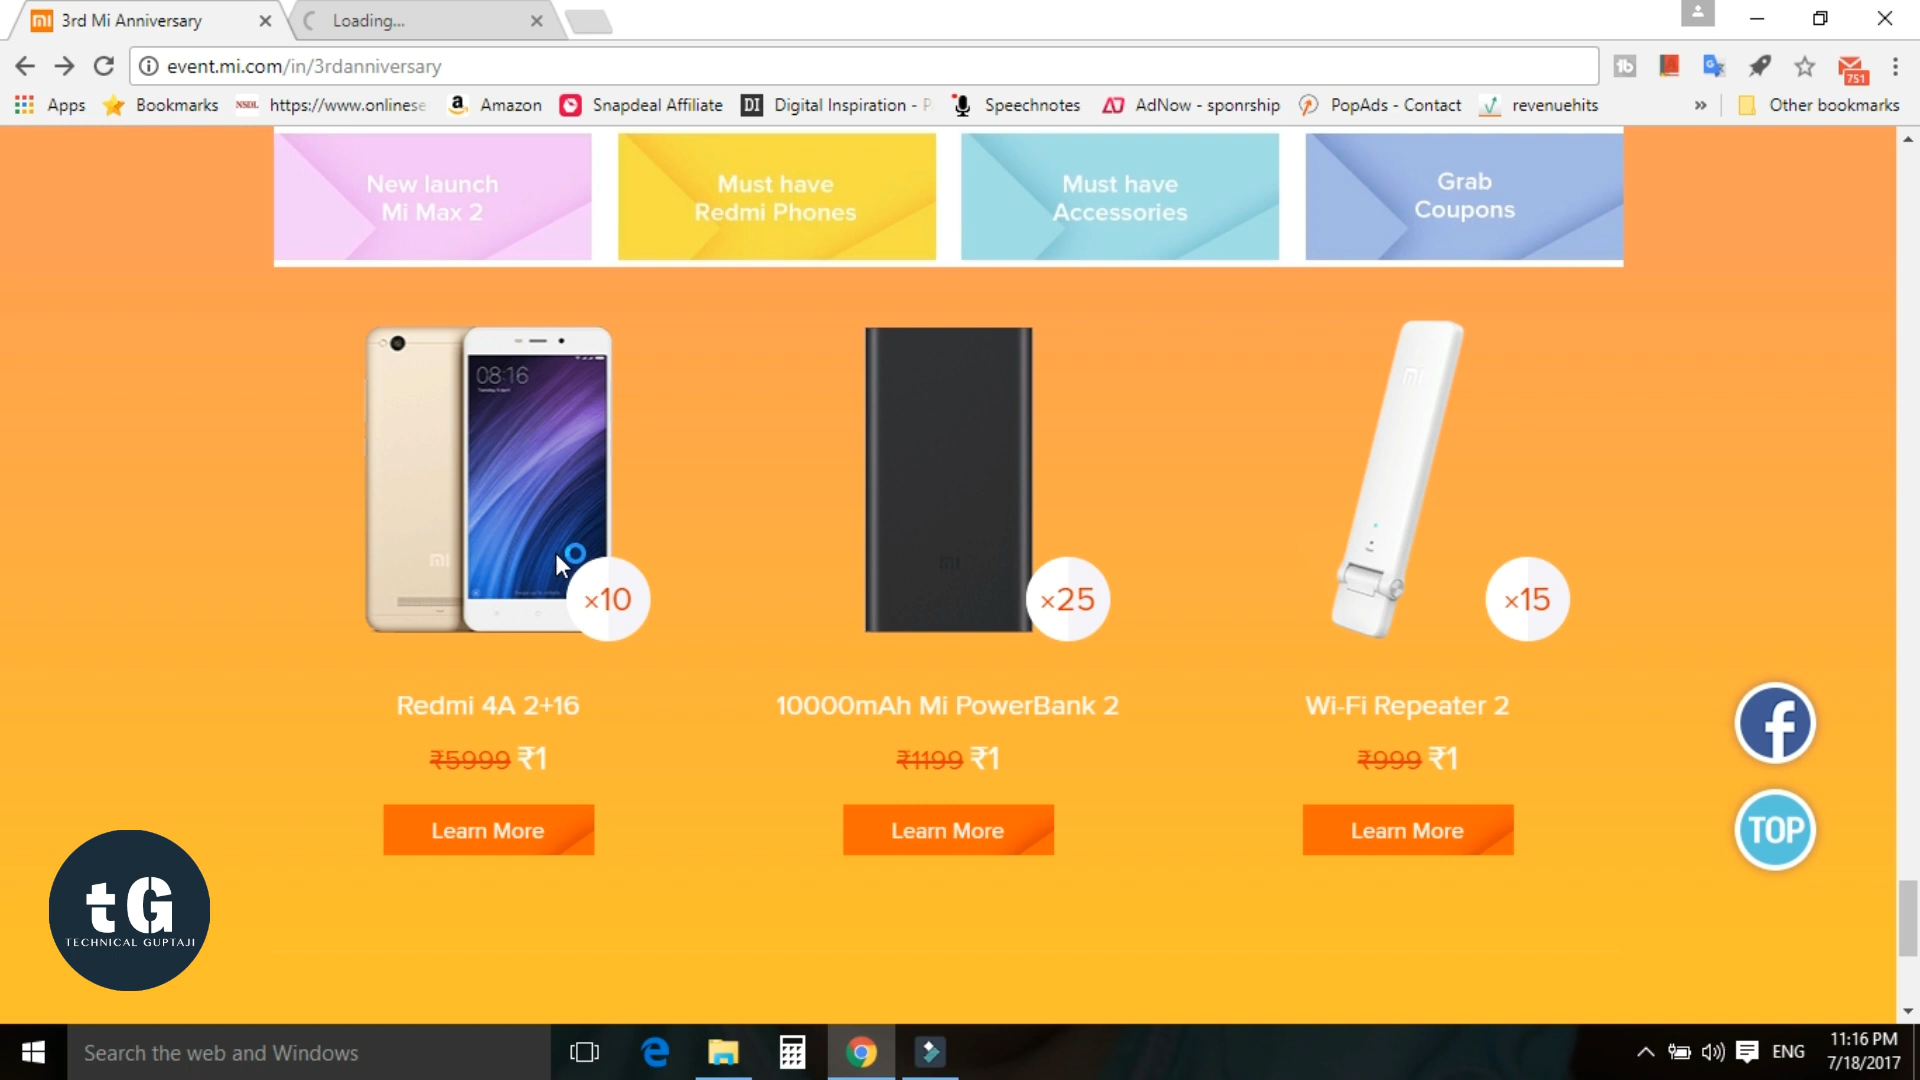 3rd Mi Anniversary
Loading...
event.mi.com/in/3rdanniversary
751
Apps
Bookmarks
NSDL
https://www.onlinese
Amazon
Snapdeal Affiliate
DI
Digital Inspiration - P
Speechnotes
AdNow - sponrship
PopAds - Contact
revenuehits
»
Other bookmarks
New launch
Mi Max 2
Must have
Redmi Phones
Must have
Accessories
Grab
Coupons
08:16
×10
×25
×15
Redmi 4A 2+16
10000mAh Mi PowerBank 2
Wi-Fi Repeater 2
₹5999 ₹1
₹1199 ₹1
₹999 ₹1
Learn More
Learn More
Learn More
TOP
tG
TECHNICAL GUPTAJI
Search the web and Windows
ENG
11:16 PM
7/18/2017